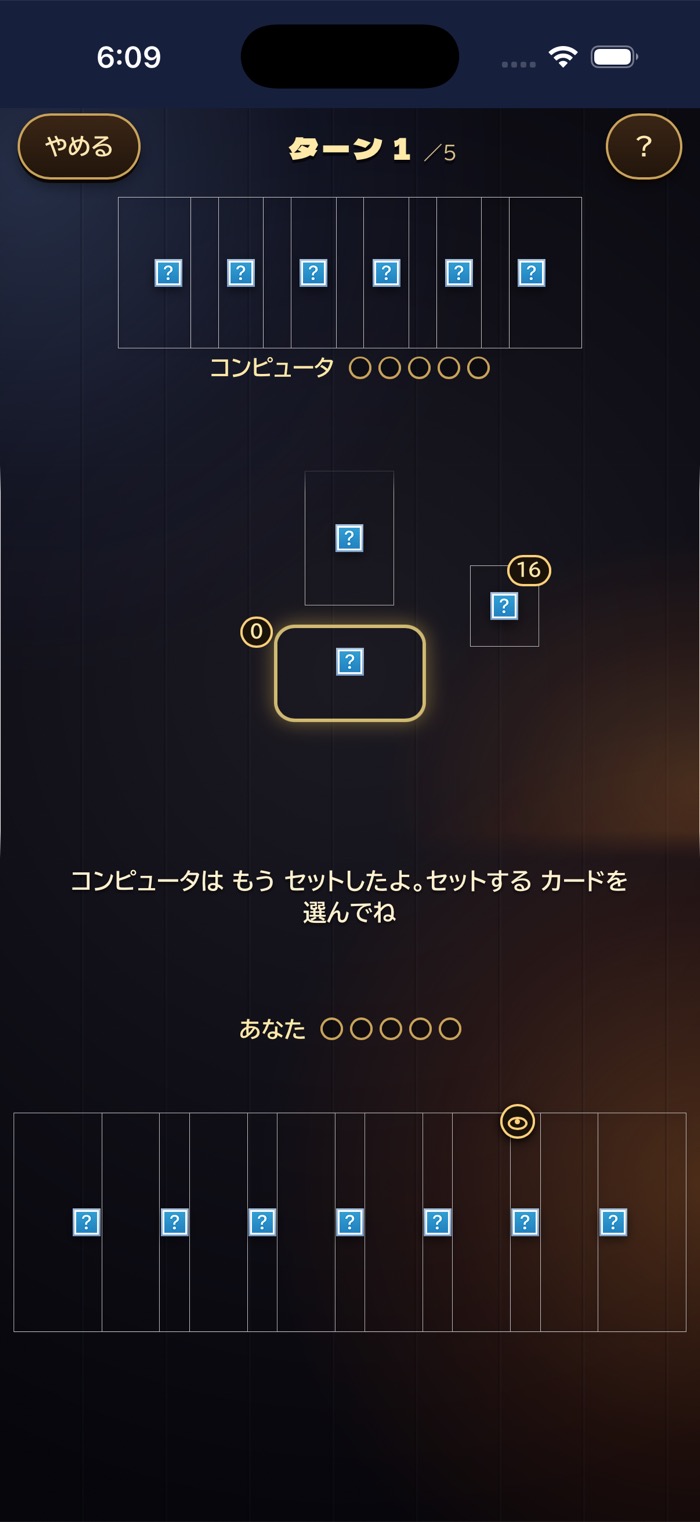 6:09
やめる
ターン 1 ／5
?
? ? ? ? ? ?
コンピュータ
?
16
?
0
?
コンピュータは もう セットしたよ。セットする カードを
選んでね
あなた
? ? ? ? ? ? ?